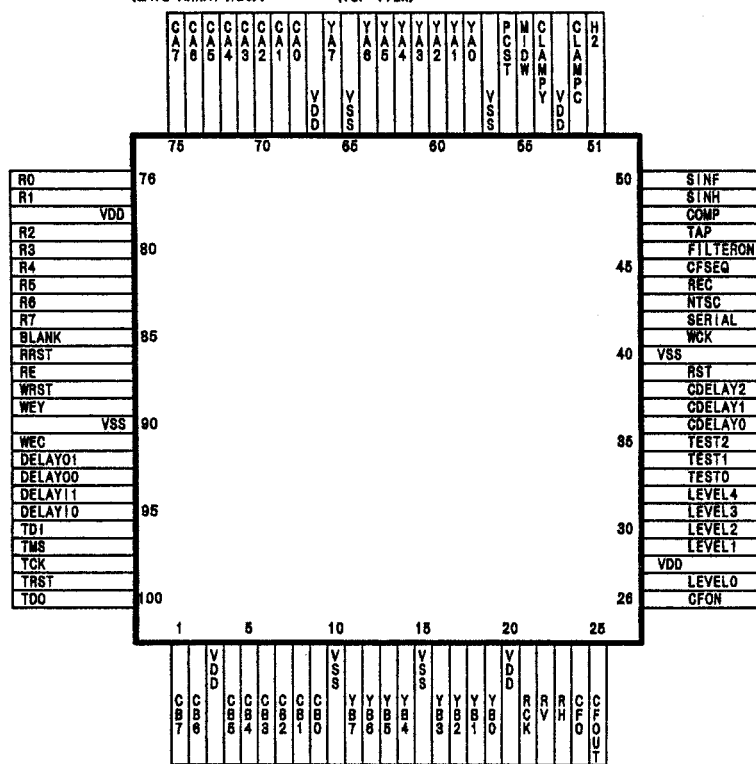 (TOP VIEW)
CA7 CA6 CA5 CA4 CA3 CA2 CA1 CA0 VDD YA7 VSS YA6 YA5 YA4 YA3 YA2 YA1 YA0 VSS PCST MIDW CLAMPY VDD CLAMPC H2
75 70 65 60 55 51
R0 76
R1
VDD
R2 80
R3
R4
R5
R6
R7 85
BLANK
RRST
RE
WRST
WEY
VSS 90
WEC
DELAYO1
DELAYO0
DELAYI1
DELAYI0 95
TDI
TMS
TCK
TRST
TDO 100
50 SINF
SINH
COMP
TAP
FILTERON
45 CFSEQ
REC
NTSC
SERIAL
WCK
40 VSS
RST
CDELAY2
CDELAY1
CDELAY0
35 TEST2
TEST1
TEST0
LEVEL4
LEVEL3
30 LEVEL2
LEVEL1
VDD
LEVEL0
26 CFON
1 5 10 15 20 25
CB7 CB6 VDD CB5 CB4 CB3 CB2 CB1 CB0 VSS YB7 YB6 YB5 YB4 VSS YB3 YB2 YB1 YB0 VDD RCK RV RH CF0 CFOUT